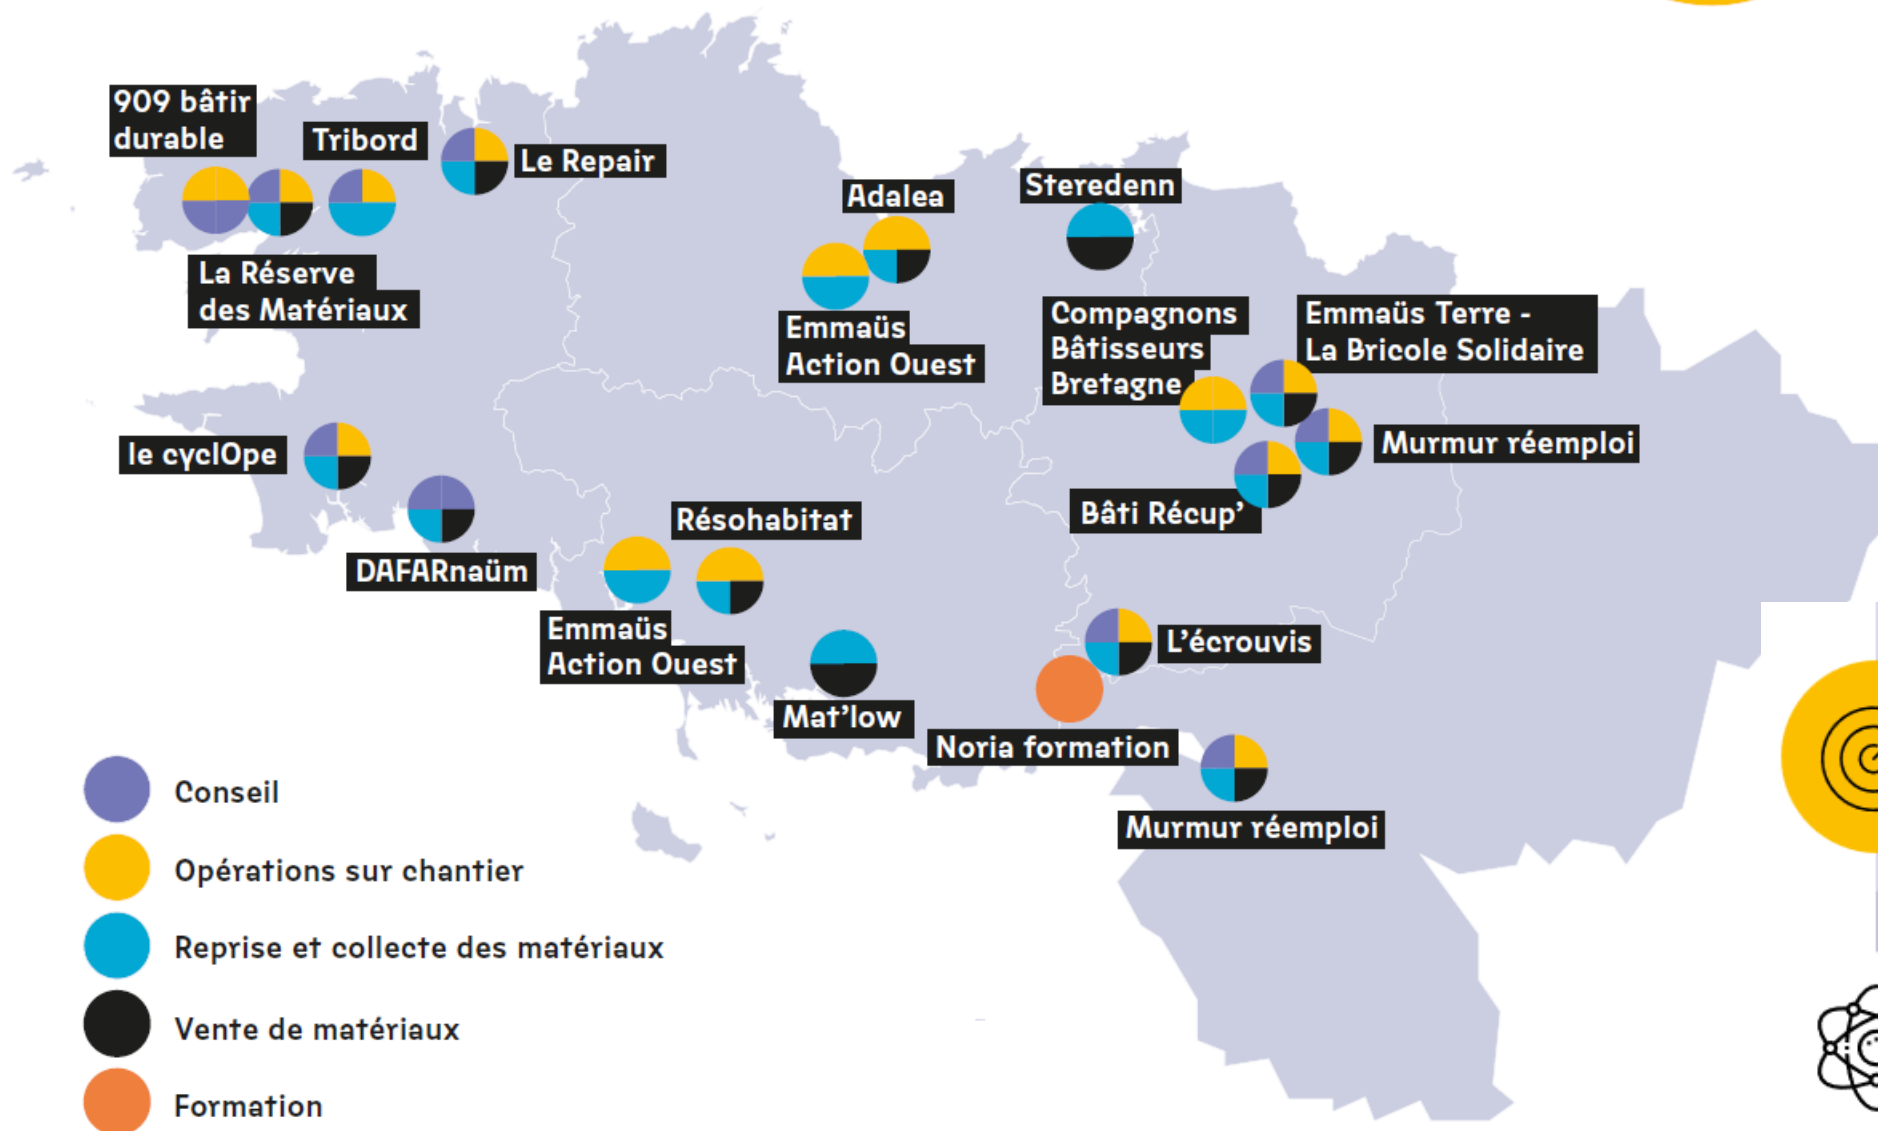 909 bâtir
durable
Tribord
Le Repair
La Réserve
des Matériaux
Adalea
Steredenn
Emmaüs
Action Ouest
Compagnons
Bâtisseurs
Bretagne
Emmaüs Terre -
La Bricole Solidaire
le cyclOpe
Murmur réemploi
DAFARnaüm
Résohabitat
Bâti Récup’
Emmaüs
Action Ouest
L’écrouvis
Mat’low
Noria formation
Murmur réemploi
Conseil
Opérations sur chantier
Reprise et collecte des matériaux
Vente de matériaux
Formation